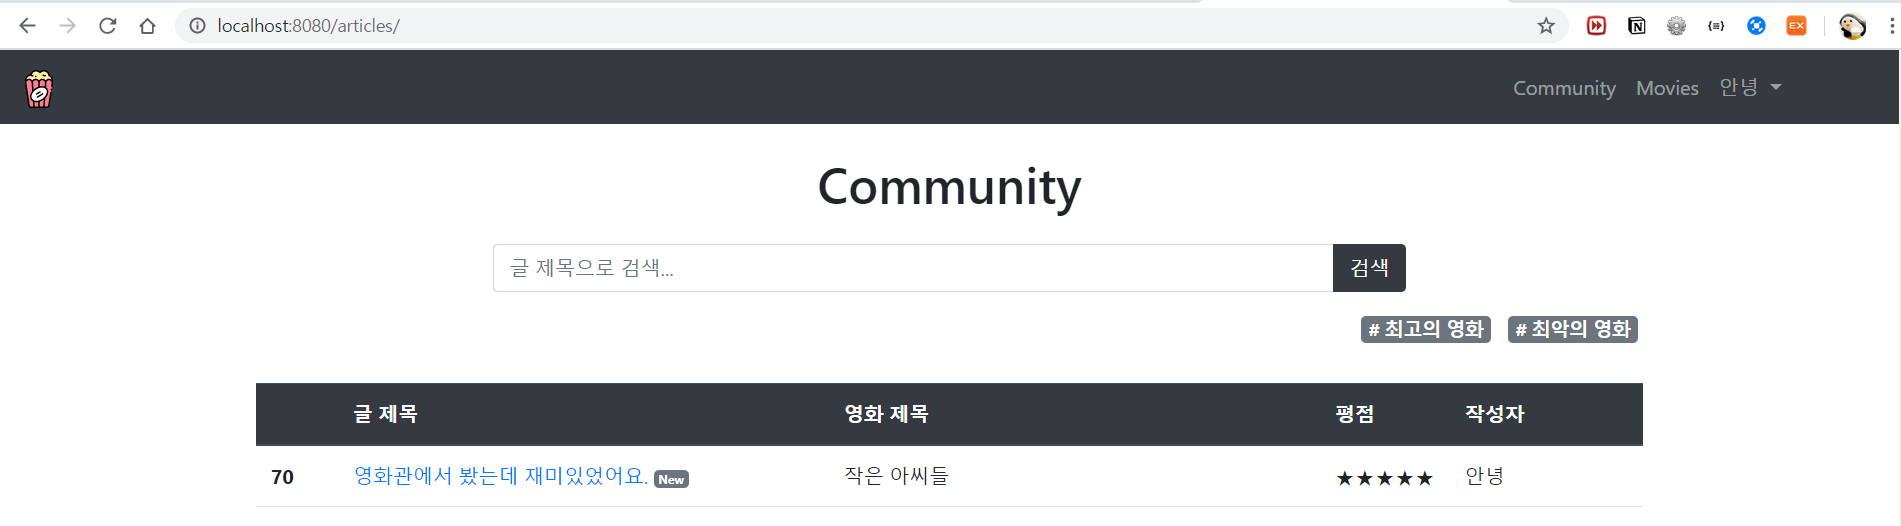 localhost:8080/articles/
N
{≡}
EX
Community Movies 안녕
Community
글 제목으로 검색... 검색
# 최고의 영화 # 최악의 영화
글 제목 영화 제목 평점 작성자
70 영화관에서 봤는데 재미있었어요. New 작은 아씨들 ★★★★★ 안녕